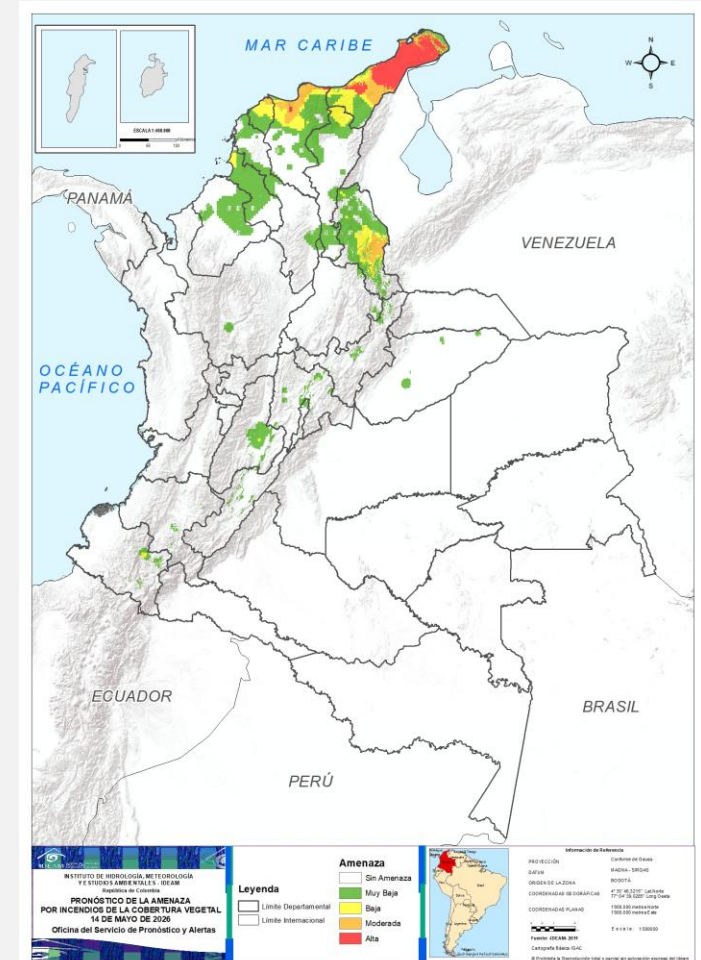 MAR CARIBE
N
W
E
S
ESCALA 1:400.000
PANAMÁ
VENEZUELA
OCÉANO
PACÍFICO
ECUADOR
BRASIL
PERÚ
IDEAM
INSTITUTO DE HIDROLOGÍA, METEOROLOGÍA
Y ESTUDIOS AMBIENTALES - IDEAM
República de Colombia
PRONÓSTICO DE LA AMENAZA
POR INCENDIOS DE LA COBERTURA VEGETAL
14 DE MAYO DE 2026
Oficina del Servicio de Pronóstico y Alertas
Leyenda
Límite Departamental
Límite Internacional
Amenaza
Sin Amenaza
Muy Baja
Baja
Moderada
Alta
Información de Referencia
PROYECCIÓN Conforme de Gauss
DATUM MAGNA - SIRGAS
ORIGEN DE LA ZONA BOGOTÁ
COORDENADAS GEOGRÁFICAS
COORDENADAS PLANAS
Fuente: IDEAM
Cartografía Básica IGAC